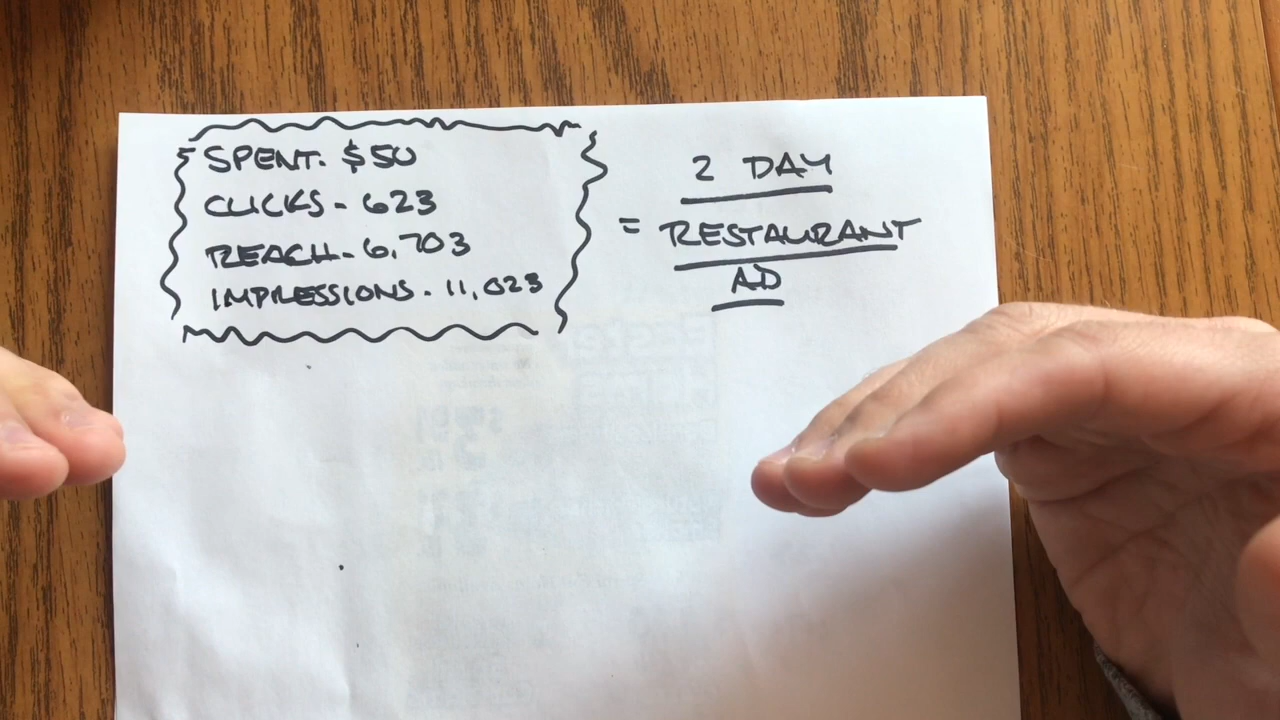 SPENT. $50
CLICKS - 623
REACH - 6,703
IMPRESSIONS - 11,023
= 2 DAY
RESTAURANT
AD